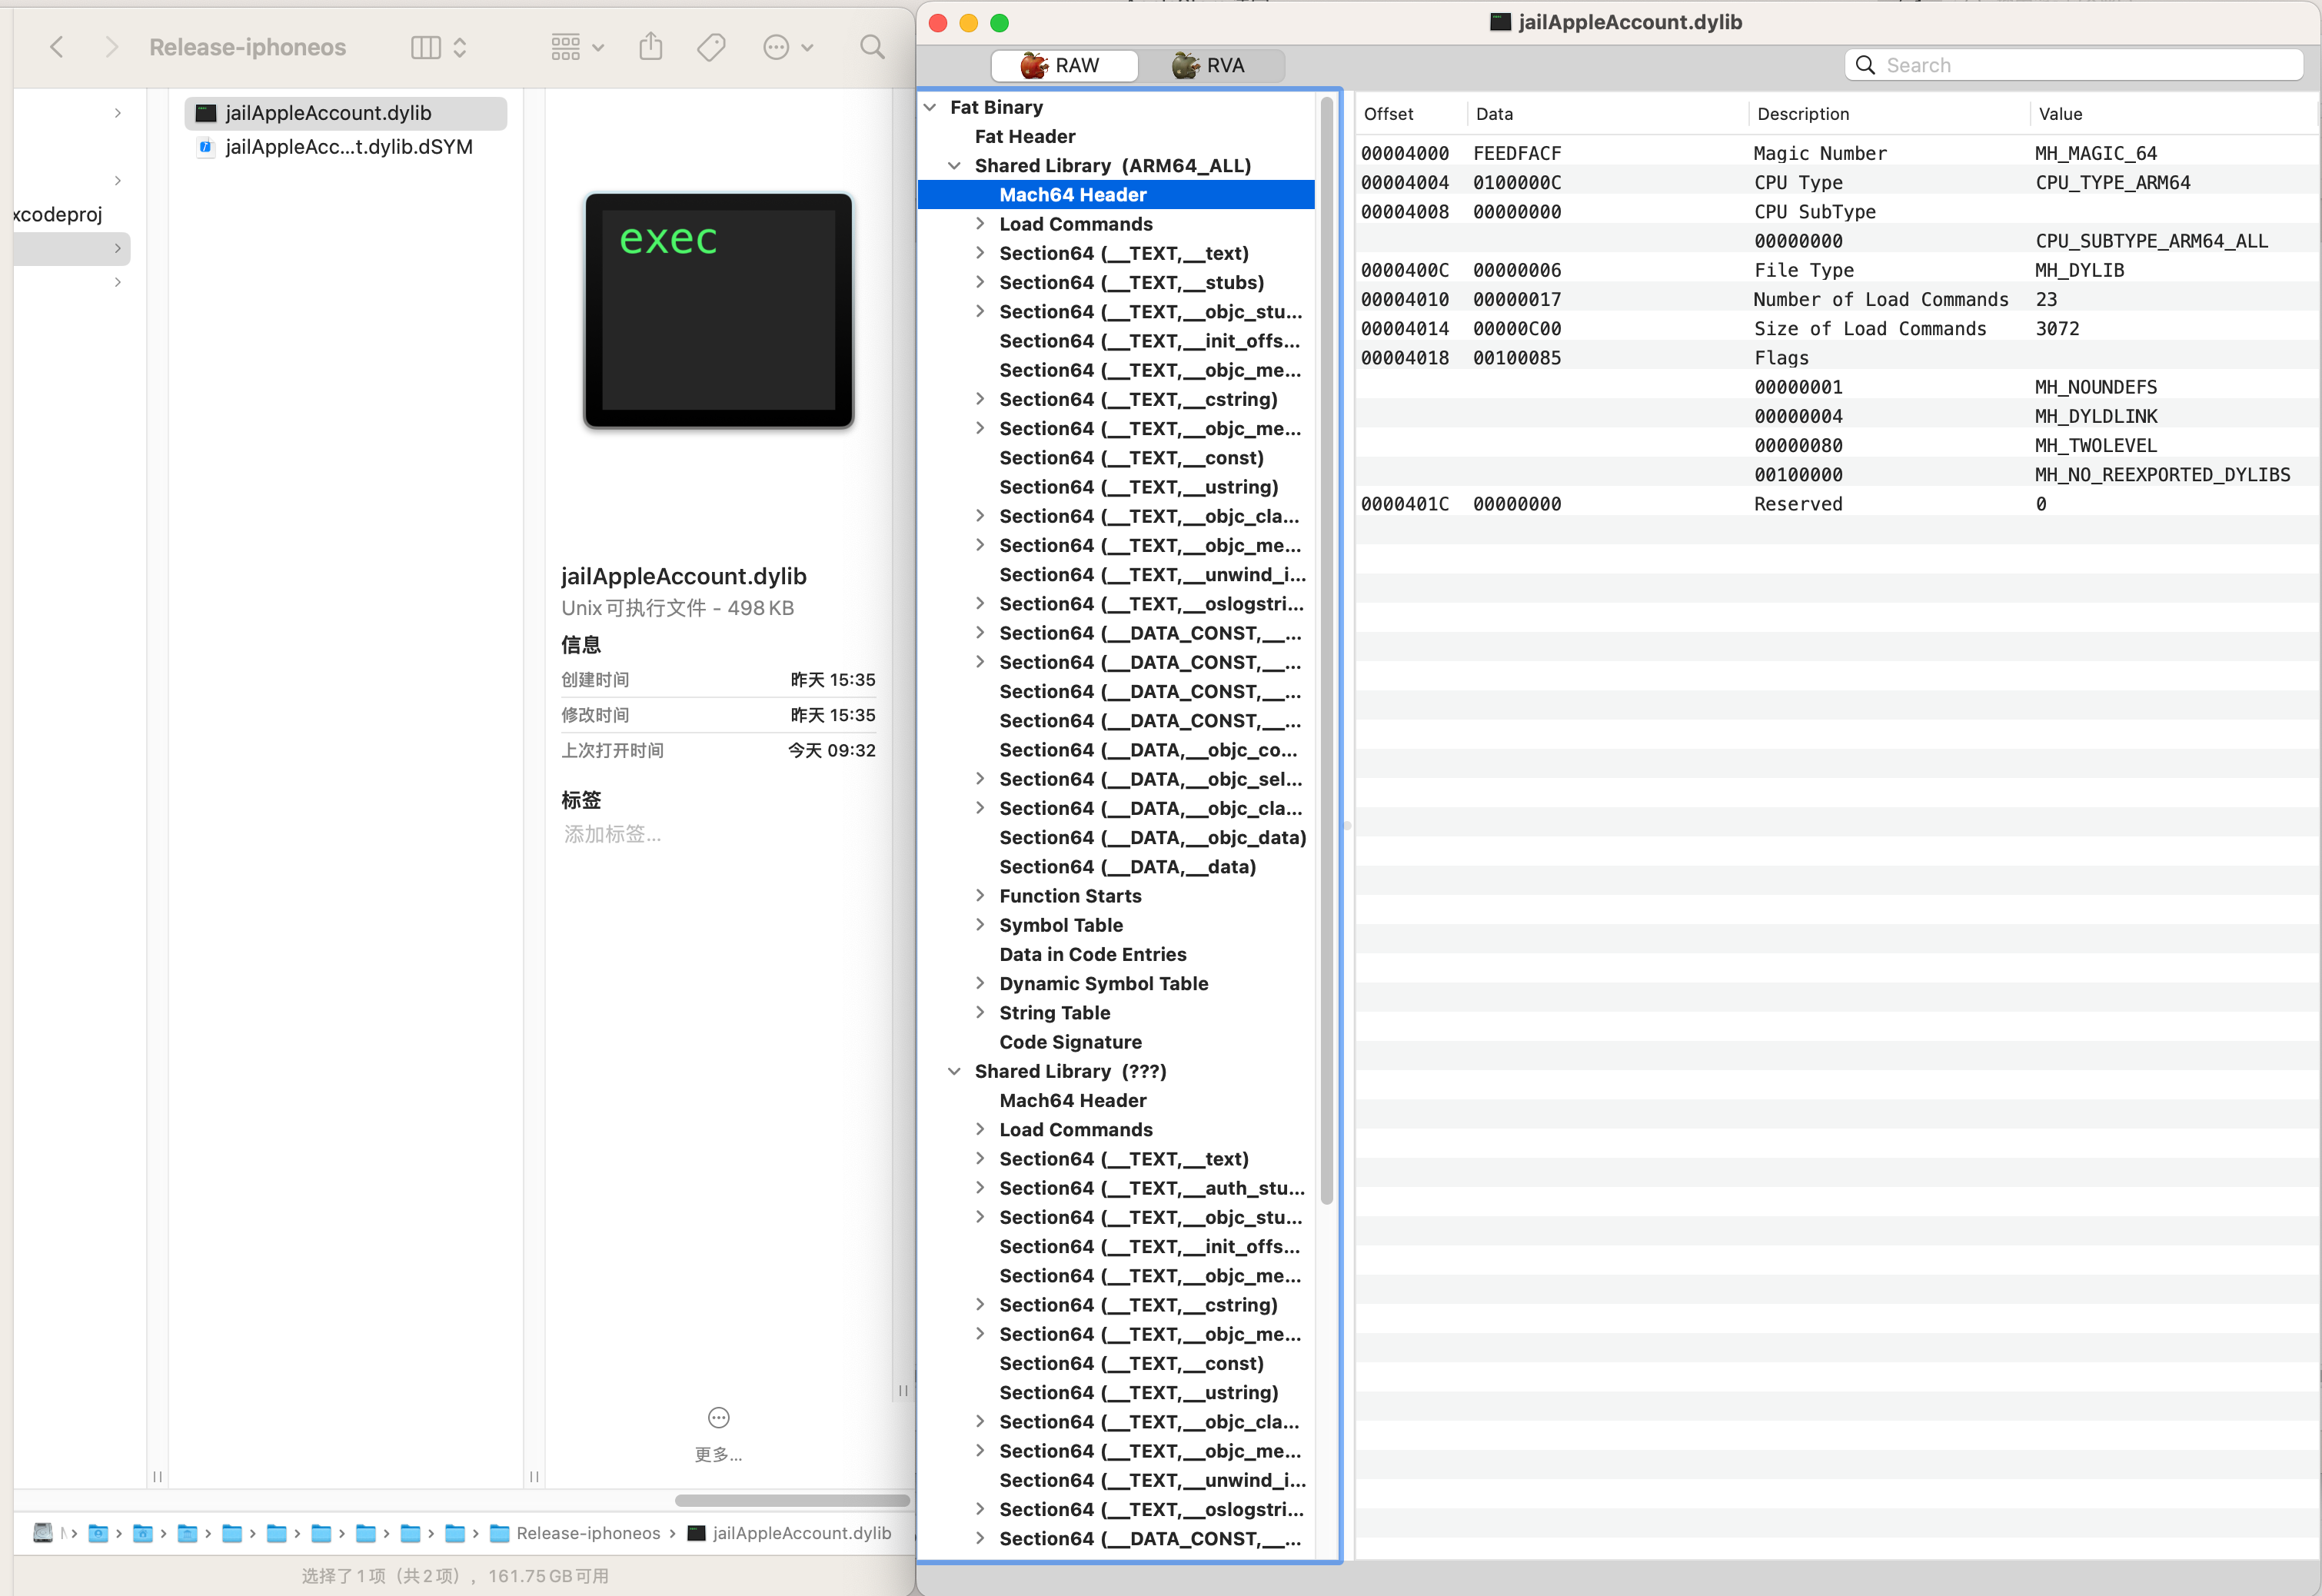 Release-iphoneos
xcodeproj
jailAppleAccount.dylib
jailAppleAcc...t.dylib.dSYM
exec
jailAppleAccount.dylib
Unix可执行文件 - 498 KB
信息
创建时间 昨天 15:35
修改时间 昨天 15:35
上次打开时间 今天 09:32
标签
添加标签...
更多...
Release-iphoneos
jailAppleAccount.dylib
选择了1项（共2项），161.75 GB可用
jailAppleAccount.dylib
RAW
RVA
Search
Fat Binary
Fat Header
Shared Library (ARM64_ALL)
Mach64 Header
Load Commands
Section64 (__TEXT,__text)
Section64 (__TEXT,__stubs)
Section64 (__TEXT,__objc_stu...
Section64 (__TEXT,__init_offs...
Section64 (__TEXT,__objc_me...
Section64 (__TEXT,__cstring)
Section64 (__TEXT,__objc_me...
Section64 (__TEXT,__const)
Section64 (__TEXT,__ustring)
Section64 (__TEXT,__objc_cla...
Section64 (__TEXT,__objc_me...
Section64 (__TEXT,__unwind_i...
Section64 (__TEXT,__oslogstri...
Section64 (__DATA_CONST,__...
Section64 (__DATA_CONST,__...
Section64 (__DATA_CONST,__...
Section64 (__DATA_CONST,__...
Section64 (__DATA,__objc_co...
Section64 (__DATA,__objc_sel...
Section64 (__DATA,__objc_cla...
Section64 (__DATA,__objc_data)
Section64 (__DATA,__data)
Function Starts
Symbol Table
Data in Code Entries
Dynamic Symbol Table
String Table
Code Signature
Shared Library (???)
Mach64 Header
Load Commands
Section64 (__TEXT,__text)
Section64 (__TEXT,__auth_stu...
Section64 (__TEXT,__objc_stu...
Section64 (__TEXT,__init_offs...
Section64 (__TEXT,__objc_me...
Section64 (__TEXT,__cstring)
Section64 (__TEXT,__objc_me...
Section64 (__TEXT,__const)
Section64 (__TEXT,__ustring)
Section64 (__TEXT,__objc_cla...
Section64 (__TEXT,__objc_me...
Section64 (__TEXT,__unwind_i...
Section64 (__TEXT,__oslogstri...
Section64 (__DATA_CONST,__...
Offset Data Description Value
00004000 FEEDFACF Magic Number MH_MAGIC_64
00004004 0100000C CPU Type CPU_TYPE_ARM64
00004008 00000000 CPU SubType
00000000 CPU_SUBTYPE_ARM64_ALL
0000400C 00000006 File Type MH_DYLIB
00004010 00000017 Number of Load Commands 23
00004014 00000C00 Size of Load Commands 3072
00004018 00100085 Flags
00000001 MH_NOUNDEFS
00000004 MH_DYLDLINK
00000080 MH_TWOLEVEL
00100000 MH_NO_REEXPORTED_DYLIBS
0000401C 00000000 Reserved 0